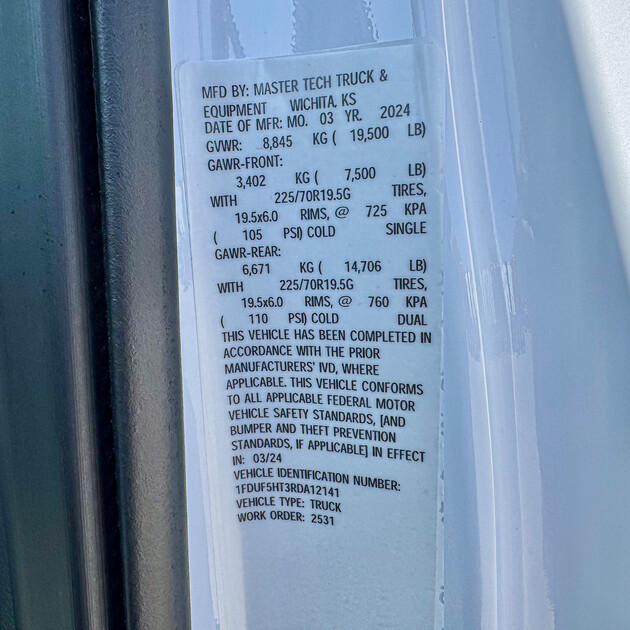 MFD BY: MASTER TECH TRUCK &
EQUIPMENT WICHITA, KS
DATE OF MFR: MO. 03 YR. 2024
GVWR: 8,845 KG ( 19,500 LB)
GAWR-FRONT:
3,402 KG ( 7,500 LB)
WITH 225/70R19.5G TIRES,
19.5x6.0 RIMS, @ 725 KPA
( 105 PSI) COLD SINGLE
GAWR-REAR:
6,671 KG ( 14,706 LB)
WITH 225/70R19.5G TIRES,
19.5x6.0 RIMS, @ 760 KPA
( 110 PSI) COLD DUAL
THIS VEHICLE HAS BEEN COMPLETED IN
ACCORDANCE WITH THE PRIOR
MANUFACTURERS' IVD, WHERE
APPLICABLE. THIS VEHICLE CONFORMS
TO ALL APPLICABLE FEDERAL MOTOR
VEHICLE SAFETY STANDARDS, [AND
BUMPER AND THEFT PREVENTION
STANDARDS, IF APPLICABLE] IN EFFECT
IN: 03/24
VEHICLE IDENTIFICATION NUMBER:
1FDUF5HT3RDA12141
VEHICLE TYPE: TRUCK
WORK ORDER: 2531